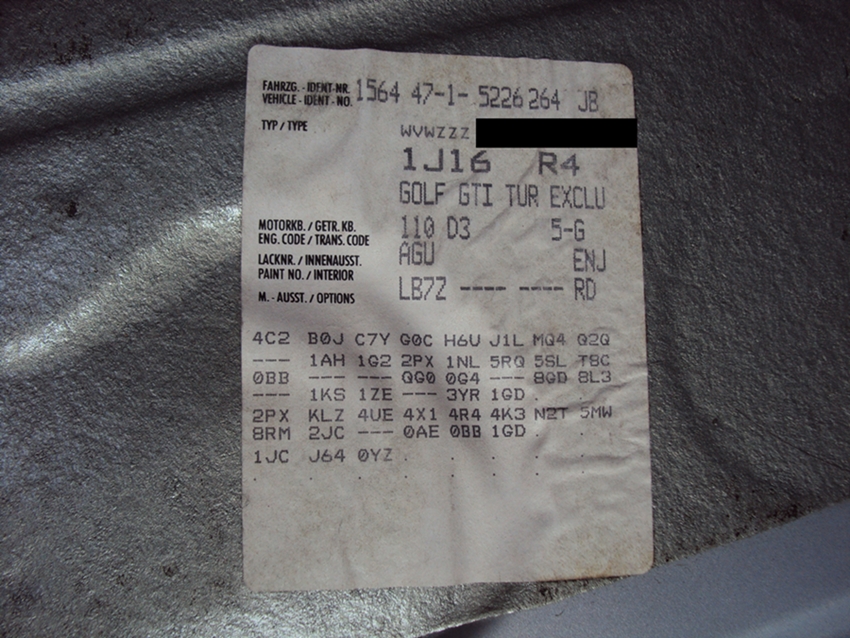 FAHRZG. - IDENT-NR. 1564 47-1- 5226 264 JB
VEHICLE - IDENT - NO.
TYP / TYPE WVWZZZ
1J16 R4
GOLF GTI TUR EXCLU
MOTORKB. / GETR. KB. 110 D3 5-G
ENG. CODE / TRANS. CODE AGU ENJ
LACKNR. / INNENAUSST.
PAINT NO. / INTERIOR LB7Z ---- ---- RD
M. - AUSST. / OPTIONS
4C2 B0J C7Y G0C H6U J1L MQ4 Q2Q
--- 1AH 1G2 2PX 1NL 5RQ 5SL T8C
0BB --- --- QG0 0G4 --- 8GD 8L3
--- 1KS 1ZE --- 3YR 1GD .
2PX KLZ 4UE 4X1 4R4 4K3 N2T 5MW
8RM 2JC --- 0AE 0BB 1GD . .
1JC J64 0YZ . . . . .
. . . . . . . .